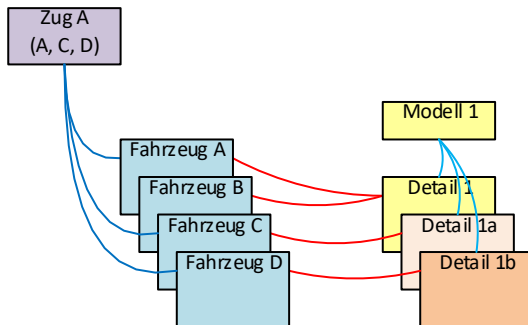 Zug A
(A, C, D)
Modell 1
Fahrzeug A
Fahrzeug B
Detail 1
Fahrzeug C
Detail 1a
Fahrzeug D
Detail 1b